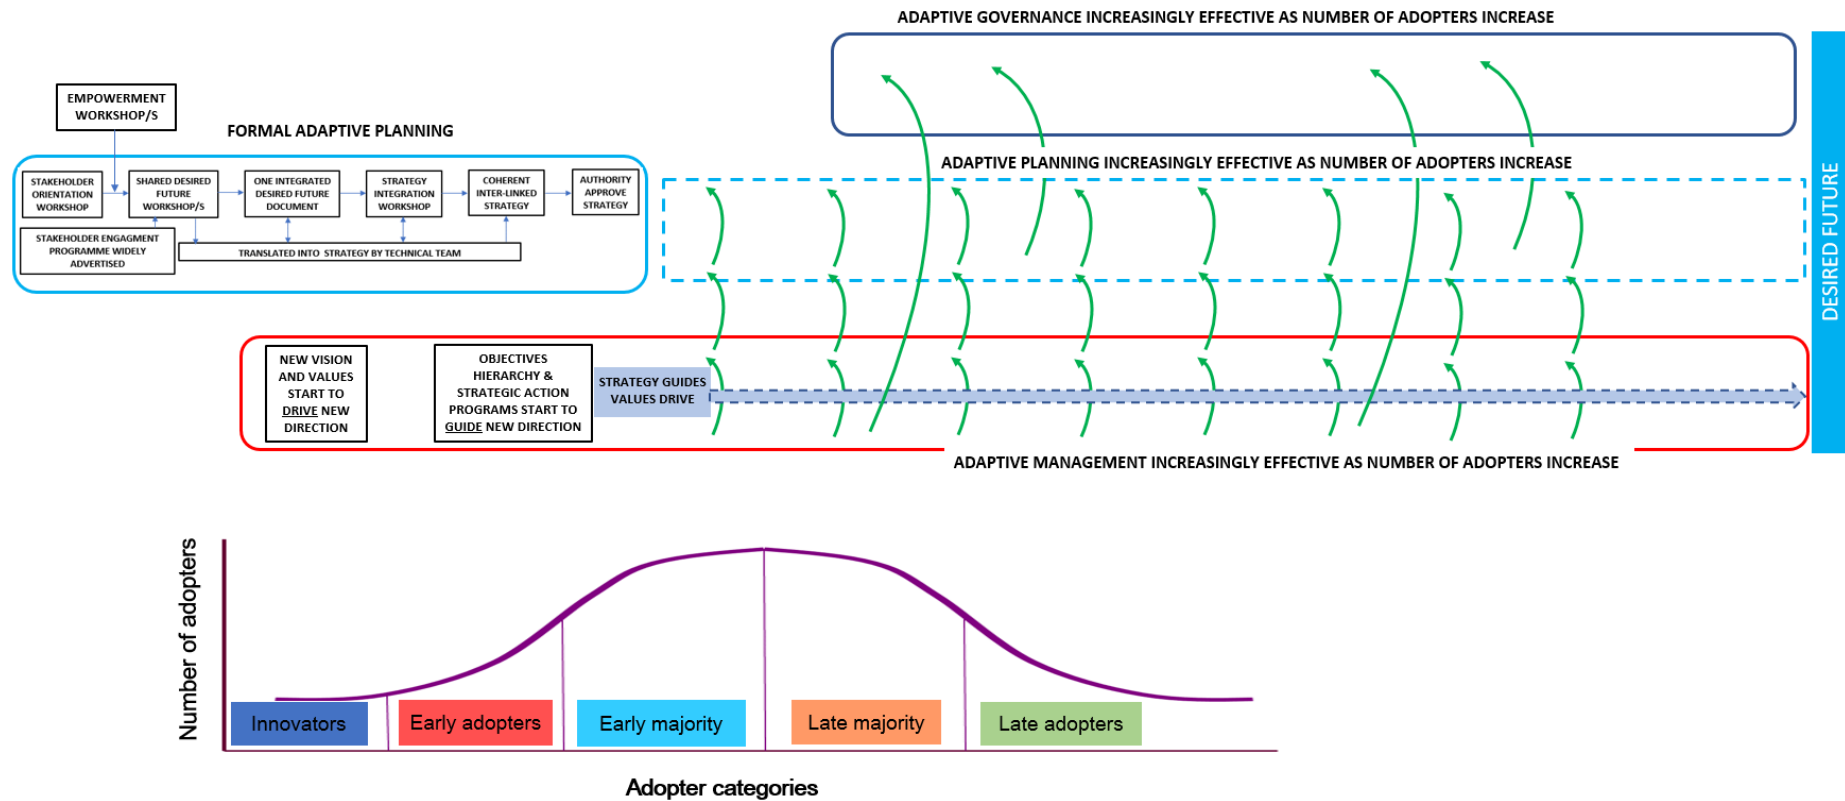 ADAPTIVE GOVERNANCE INCREASINGLY EFFECTIVE AS NUMBER OF ADOPTERS INCREASE
EMPOWERMENT
WORKSHOP/S
FORMAL ADAPTIVE PLANNING
STAKEHOLDER
ORIENTATION
WORKSHOP
SHARED DESIRED
FUTURE
WORKSHOP/S
ONE INTEGRATED
DESIRED FUTURE
DOCUMENT
STRATEGY
INTEGRATION
WORKSHOP
COHERENT
INTER-LINKED
STRATEGY
AUTHORITY
APPROVE
STRATEGY
STAKEHOLDER ENGAGMENT
PROGRAMME WIDELY
ADVERTISED
TRANSLATED INTO STRATEGY BY TECHNICAL TEAM
ADAPTIVE PLANNING INCREASINGLY EFFECTIVE AS NUMBER OF ADOPTERS INCREASE
DESIRED FUTURE
NEW VISION
AND VALUES
START TO
DRIVE NEW
DIRECTION
OBJECTIVES
HIERARCHY &
STRATEGIC ACTION
PROGRAMS START TO
GUIDE NEW DIRECTION
STRATEGY GUIDES
VALUES DRIVE
ADAPTIVE MANAGEMENT INCREASINGLY EFFECTIVE AS NUMBER OF ADOPTERS INCREASE
Number of adopters
Innovators
Early adopters
Early majority
Late majority
Late adopters
Adopter categories